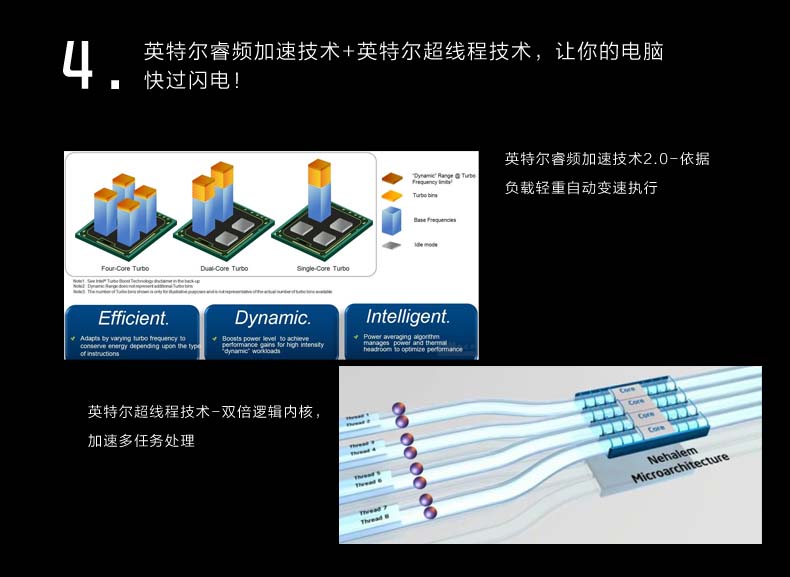 4.
英特尔睿频加速技术+英特尔超线程技术，让你的电脑
快过闪电！
英特尔睿频加速技术2.0-依据
负载轻重自动变速执行
"Dynamic" Range @ Turbo
Frequency limits²
Turbo bins
Base Frequencies
Idle mode
Four-Core Turbo
Dual-Core Turbo
Single-Core Turbo
Note1: See Intel® Turbo Boost Technology disclaimer in the back-up
Note2: Dynamic Range does not represent additional Turbo bins
Note3: The number of Turbo bins shown is only for illustrative purposes and is not representative of the actual number of turbo bins available
Efficient.
Adapts by varying turbo frequency to
conserve energy depending upon the type
of instructions
Dynamic.
Boosts power level to achieve
performance gains for high intensity
"dynamic" workloads
Intelligent.
Power averaging algorithm
manages power and thermal
headroom to optimize performance
英特尔超线程技术-双倍逻辑内核，
加速多任务处理
Thread 1
Thread 2
Thread 3
Thread 4
Thread 5
Thread 6
Thread 7
Thread 8
Core
Core
Core
Core
Nehalem
Microarchitecture